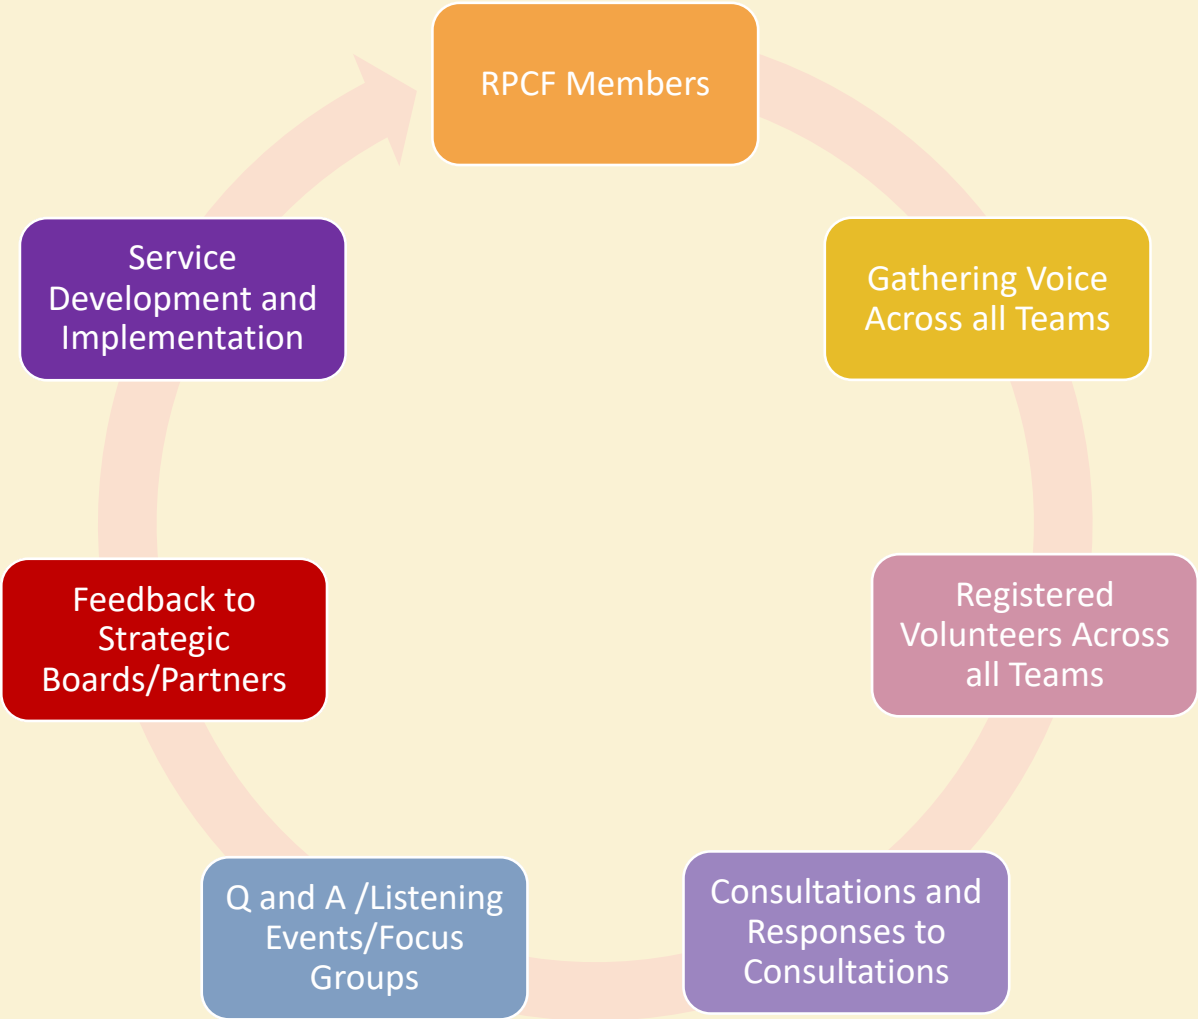 RPCF Members
Gathering Voice
Across all Teams
Registered
Volunteers Across
all Teams
Consultations and
Responses to
Consultations
Q and A /Listening
Events/Focus
Groups
Feedback to
Strategic
Boards/Partners
Service
Development and
Implementation